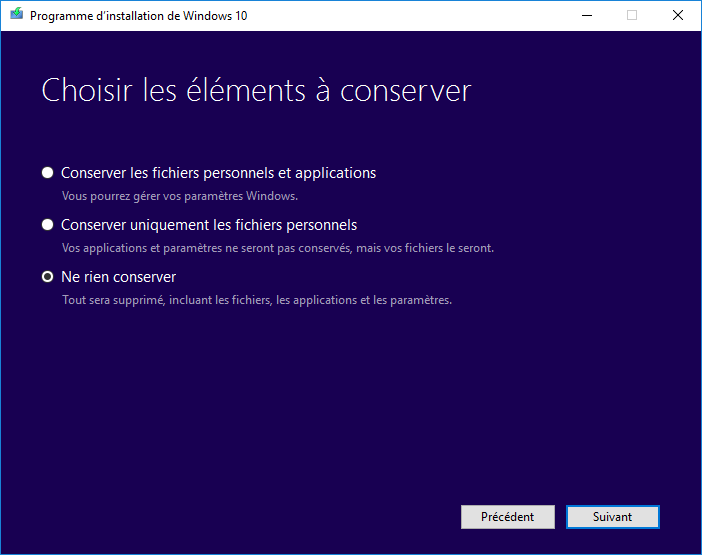 Programme d'installation de Windows 10
Choisir les éléments à conserver
Conserver les fichiers personnels et applications
Vous pourrez gérer vos paramètres Windows.
Conserver uniquement les fichiers personnels
Vos applications et paramètres ne seront pas conservés, mais vos fichiers le seront.
Ne rien conserver
Tout sera supprimé, incluant les fichiers, les applications et les paramètres.
Précédent
Suivant